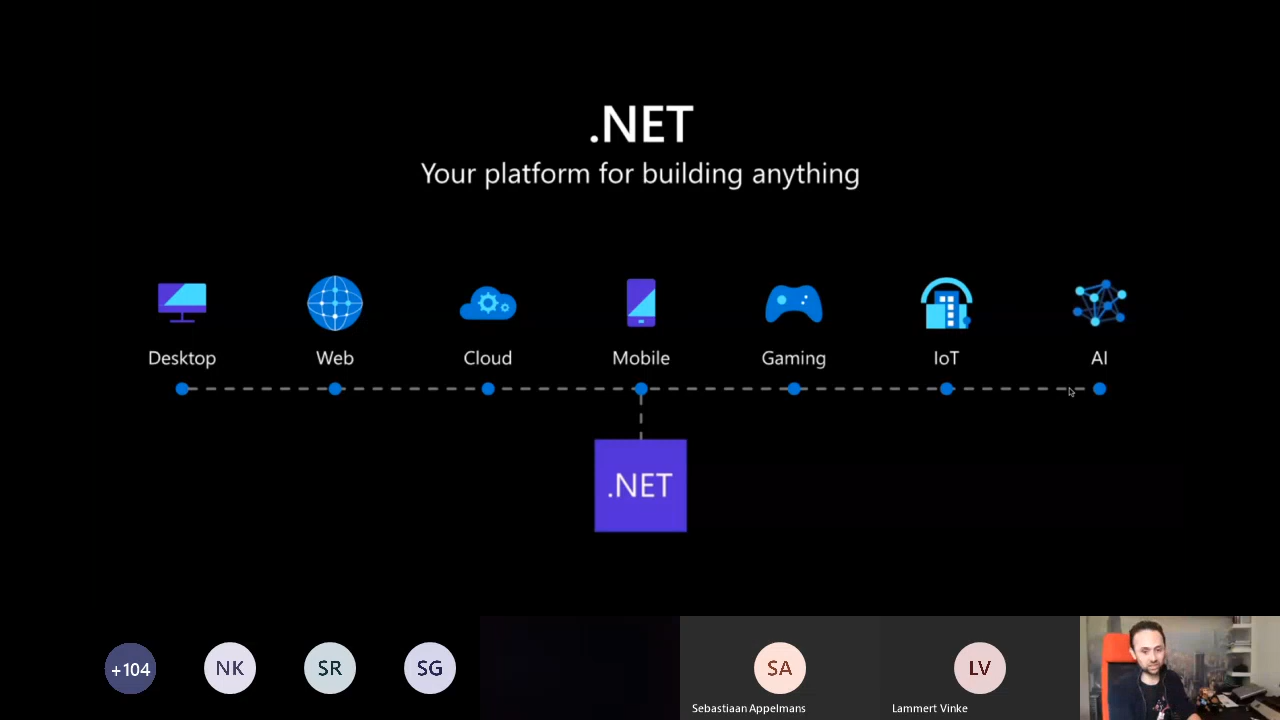 .NET
Your platform for building anything
Desktop
Web
Cloud
Mobile
Gaming
IoT
AI
.NET
+104
NK
SR
SG
SA
LV
Sebastiaan Appelmans
Lammert Vinke